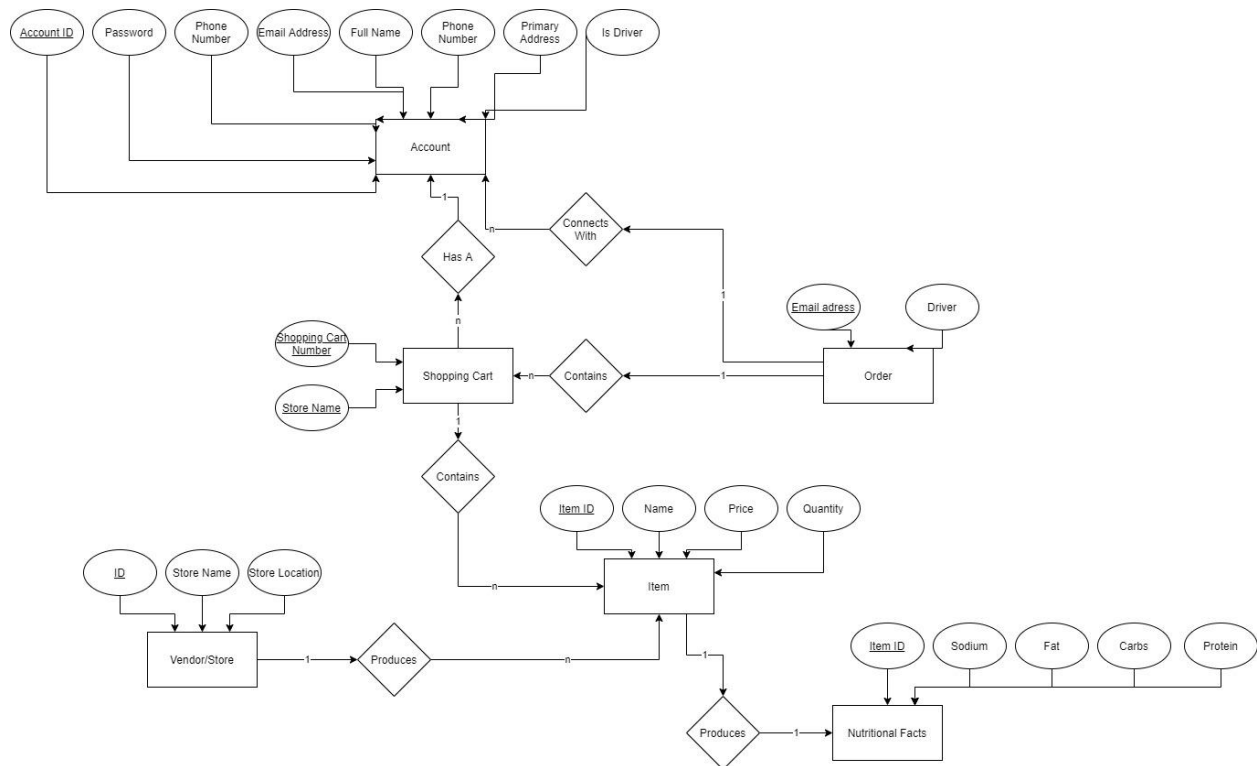 Account ID
Password
Phone
Number
Email Address
Full Name
Phone
Number
Primary
Address
Is Driver
Account
1
n
Connects
With
Has A
1
n
Email adress
Driver
Shopping Cart
Number
Shopping Cart
n
Contains
1
Order
Store Name
1
Contains
Item ID
Name
Price
Quantity
n
Item
ID
Store Name
Store Location
Vendor/Store
1
Produces
n
1
Item ID
Sodium
Fat
Carbs
Protein
Produces
1
Nutritional Facts